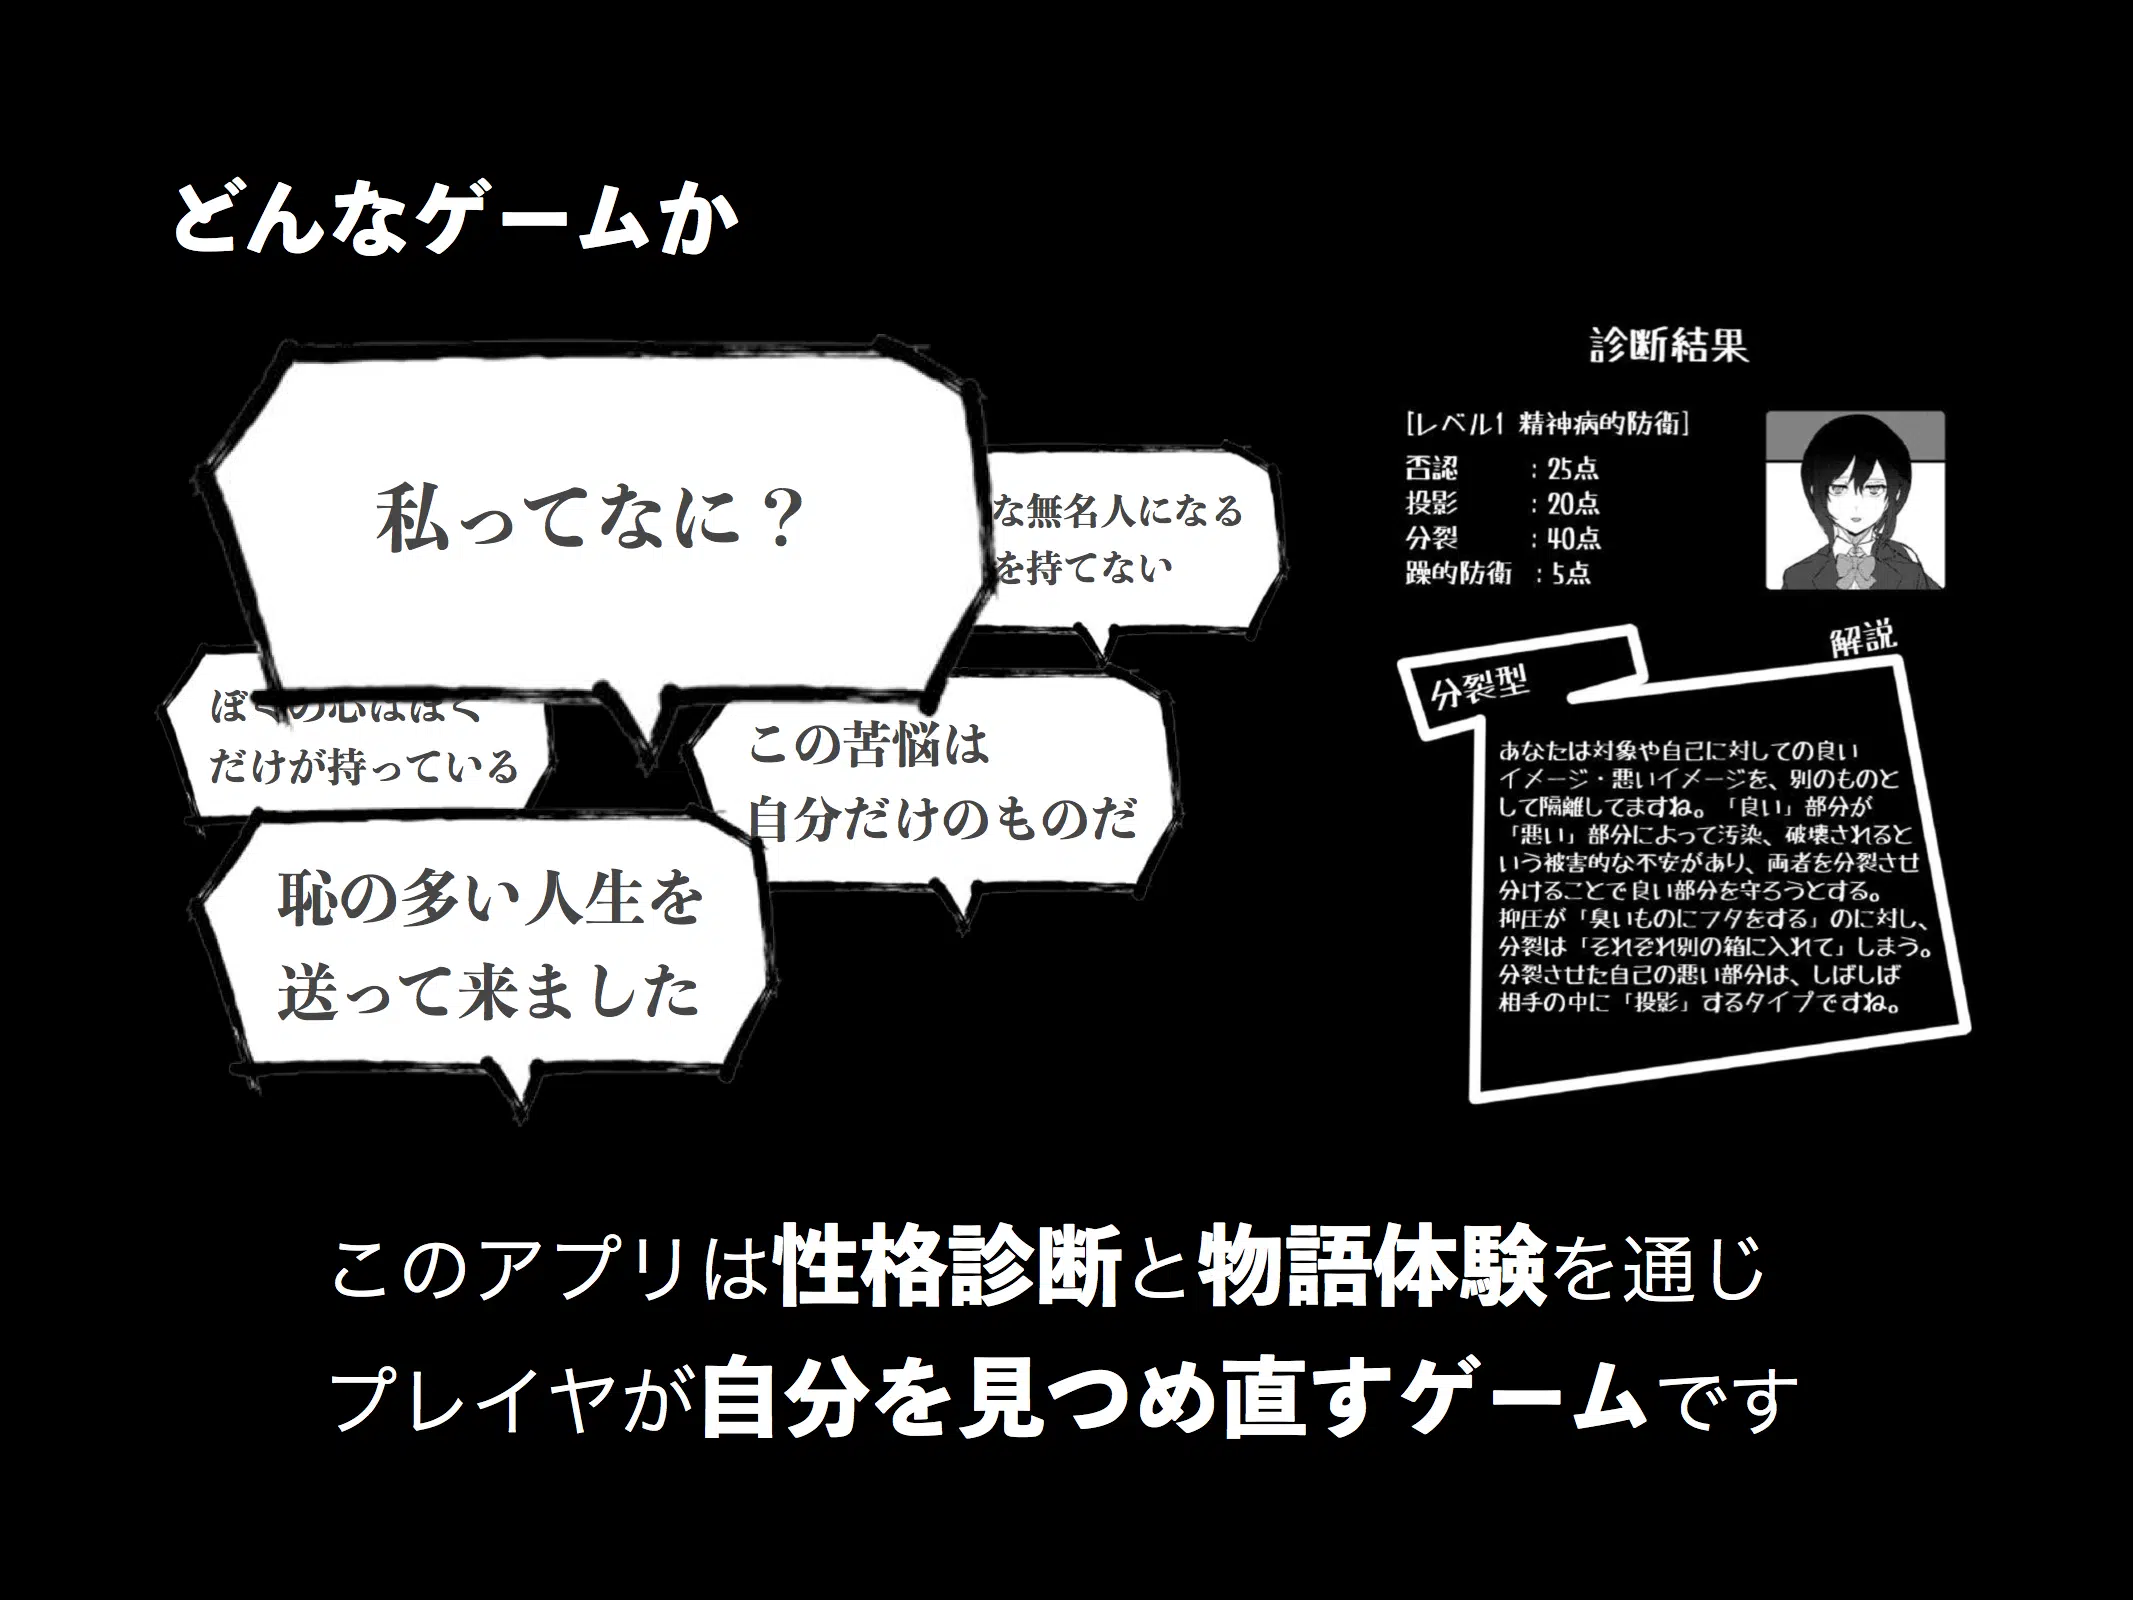 どんなゲームか
私ってなに？
な無名人になる
を持てない
ぼくの心はぼく
だけが持っている
この苦悩は
自分だけのものだ
恥の多い人生を
送って来ました
診断結果
[レベル1 精神病的防衛]
否認 : 25点
投影 : 20点
分裂 : 40点
躁的防衛 : 5点
解説
分裂型
あなたは対象や自己に対しての良い
イメージ・悪いイメージを、別のものと
して隔離してますね。「良い」部分が
「悪い」部分によって汚染、破壊されると
いう被害的な不安があり、両者を分裂させ
分けることで良い部分を守ろうとする。
抑圧が「臭いものにフタをする」のに対し、
分裂は「それぞれ別の箱に入れて」しまう。
分裂させた自己の悪い部分は、しばしば
相手の中に「投影」するタイプですね。
このアプリは性格診断と物語体験を通じ
プレイヤが自分を見つめ直すゲームです